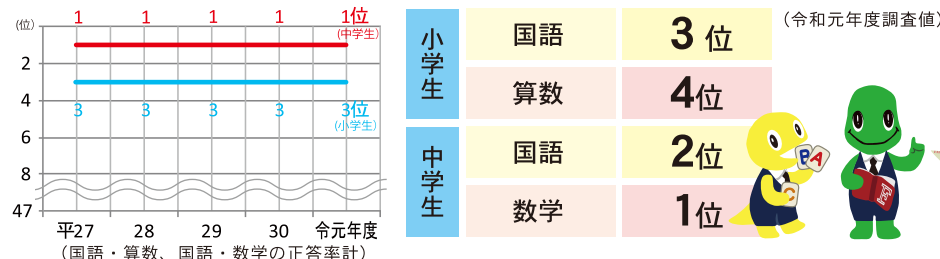 (位)
1 1 1 1 1位
(中学生)
2
3 3 3 3 3位
(小学生)
4
6
8
47
平27 28 29 30 令元年度
（国語・算数、国語・数学の正答率計）
（令和元年度調査値）
小学生
国語 3位
算数 4位
中学生
国語 2位
数学 1位
B A
C